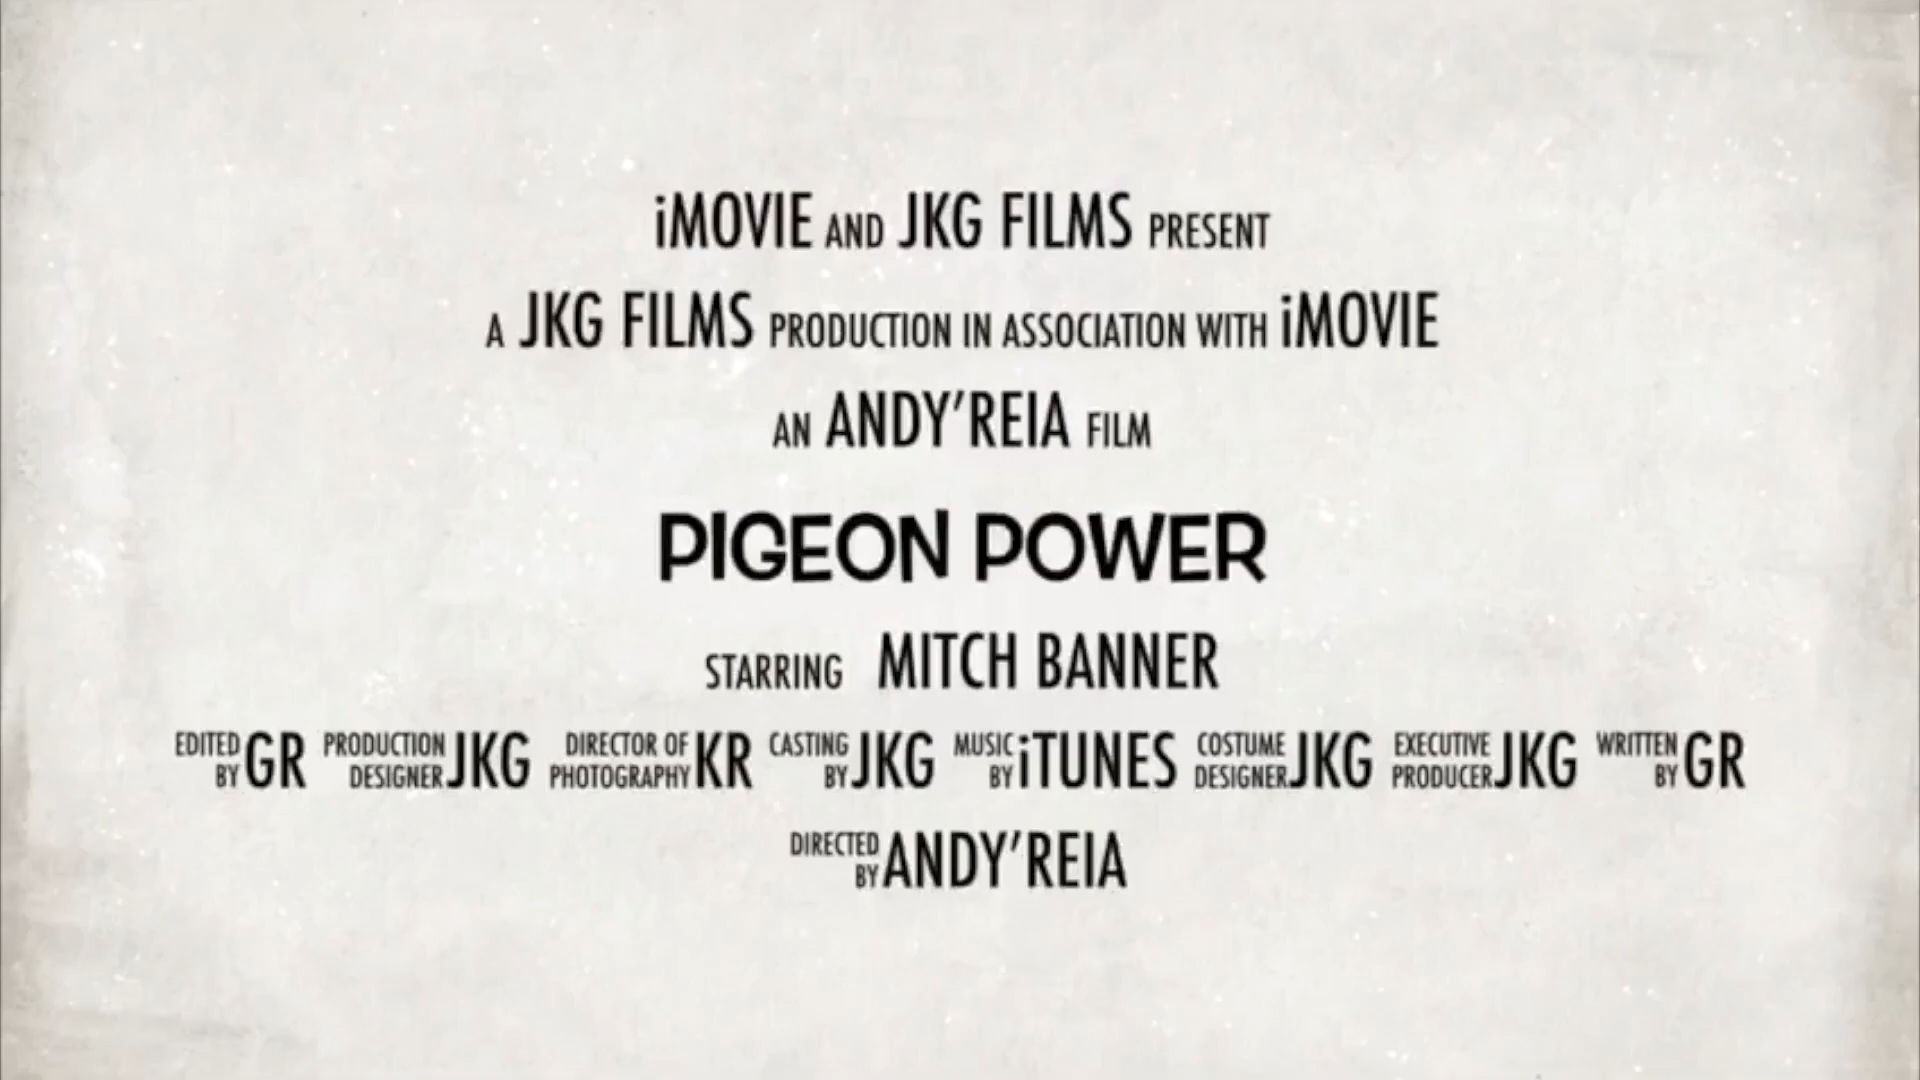 iMOVIE AND JKG FILMS PRESENT
A JKG FILMS PRODUCTION IN ASSOCIATION WITH iMOVIE
AN ANDY'REIA FILM
PIGEON POWER
STARRING MITCH BANNER
EDITED BY GR PRODUCTION DESIGNER JKG DIRECTOR OF PHOTOGRAPHY KR CASTING BY JKG MUSIC BY iTUNES COSTUME DESIGNER JKG EXECUTIVE PRODUCER JKG WRITTEN BY GR
DIRECTED BY ANDY'REIA